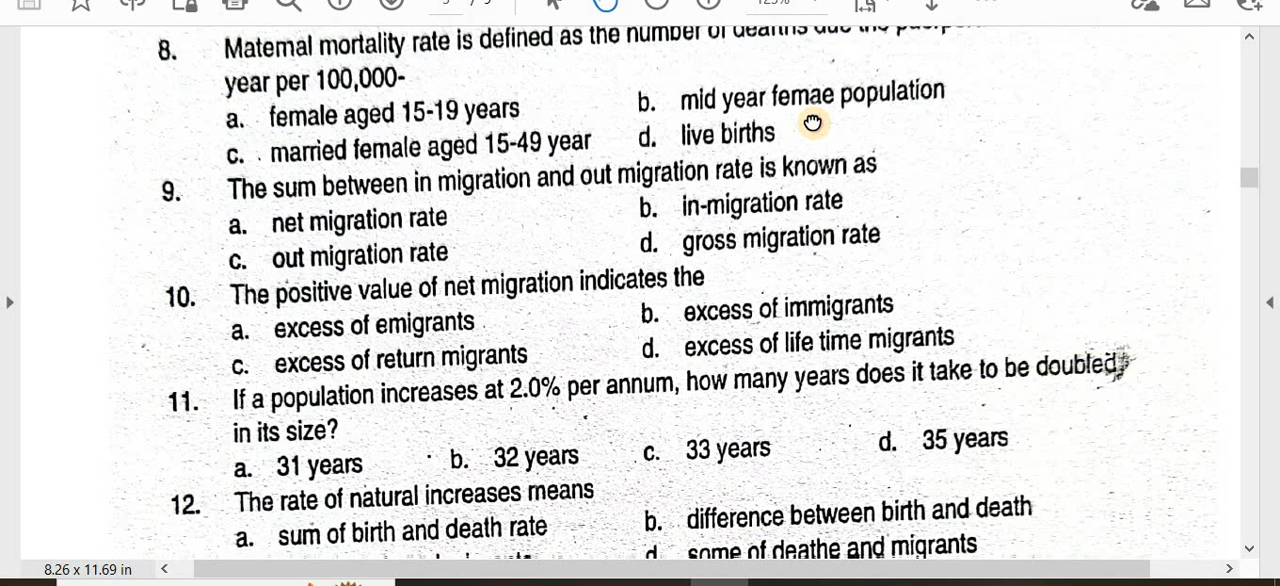 8. Maternal mortality rate is defined as the number of deaths due
year per 100,000-
a. female aged 15-19 years b. mid year femae population
c. married female aged 15-49 year d. live births
9. The sum between in migration and out migration rate is known as
a. net migration rate b. in-migration rate
c. out migration rate d. gross migration rate
10. The positive value of net migration indicates the
a. excess of emigrants b. excess of immigrants
c. excess of return migrants d. excess of life time migrants
11. If a population increases at 2.0% per annum, how many years does it take to be doubled
in its size?
a. 31 years b. 32 years c. 33 years d. 35 years
12. The rate of natural increases means
a. sum of birth and death rate b. difference between birth and death
d. some of deathe and migrants
8.26 x 11.69 in